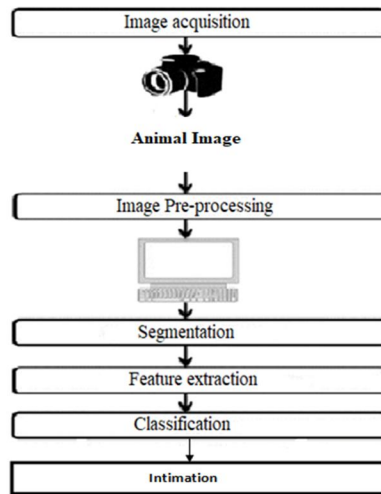 Image acquisition
Animal Image
Image Pre-processing
Segmentation
Feature extraction
Classification
Intimation